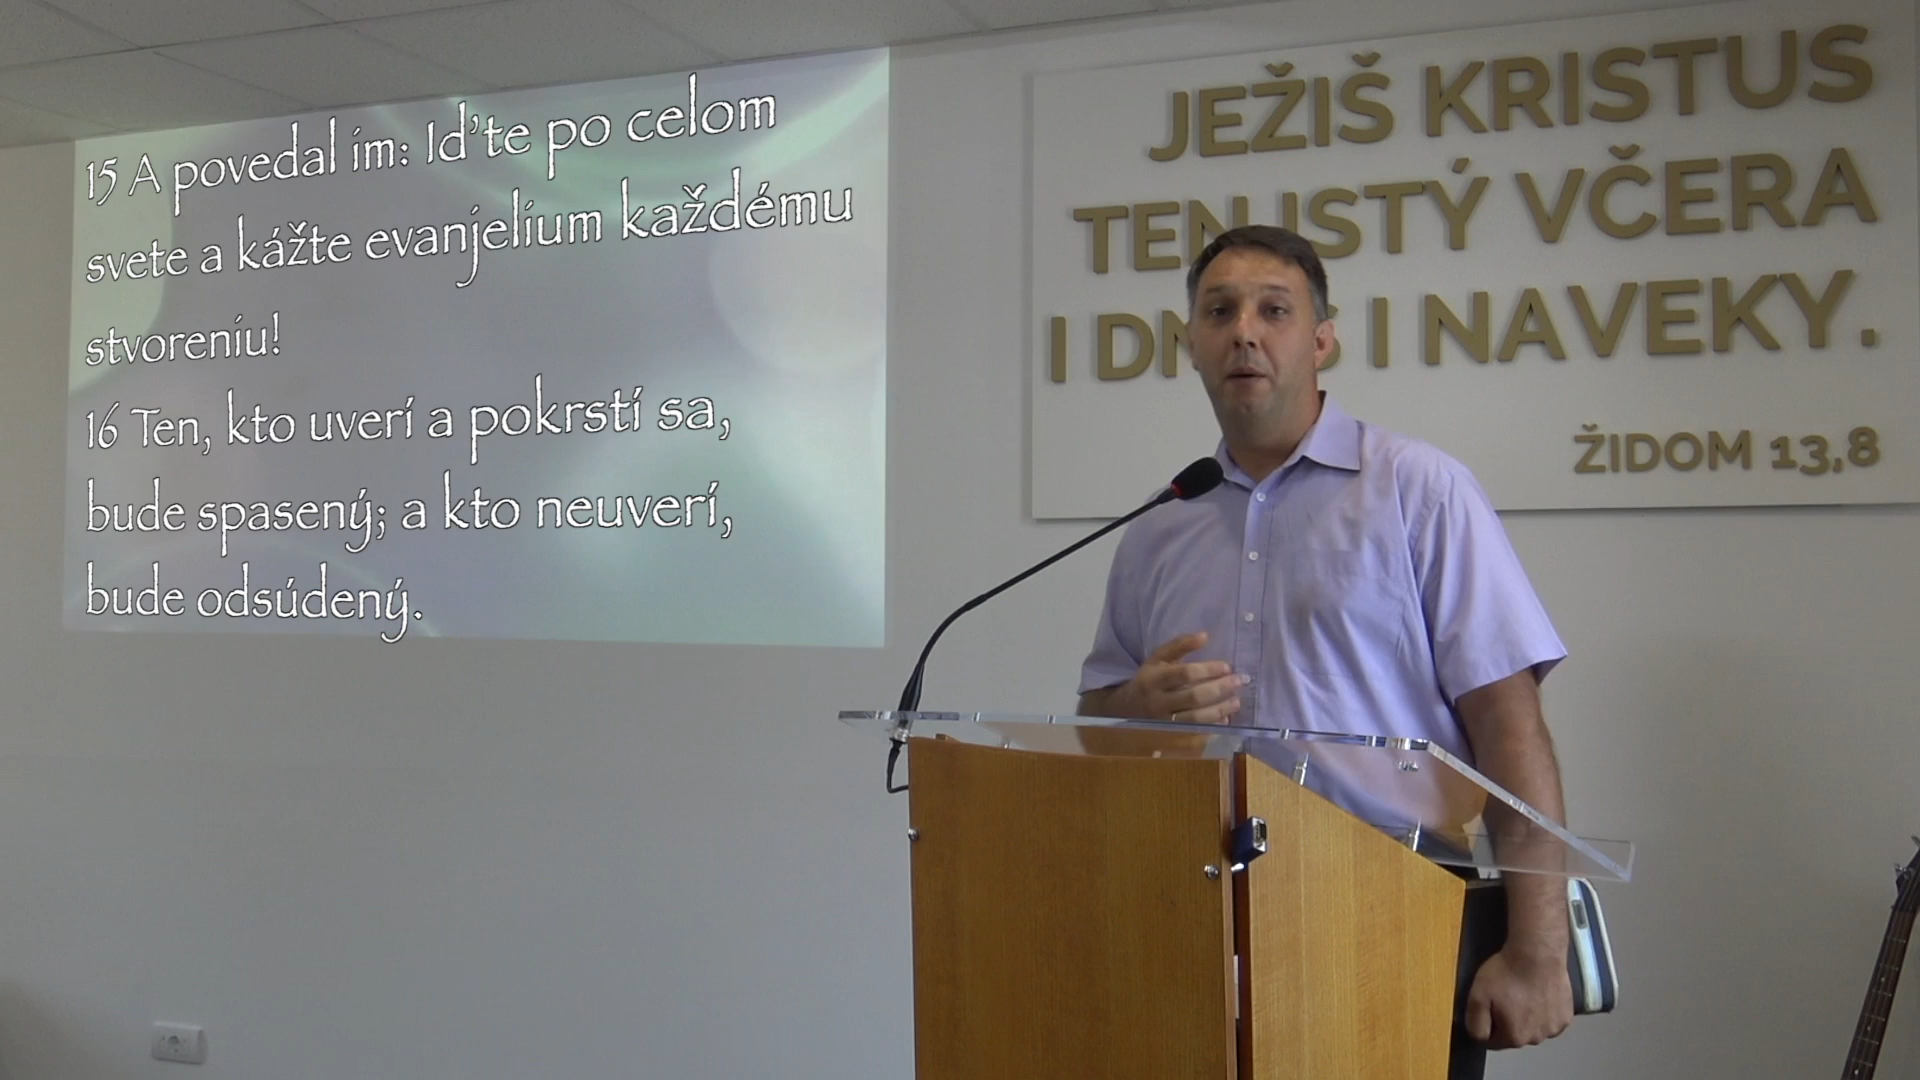 15 A povedal im: Iďte po celom
svete a kážte evanjelium každému
stvoreniu!
16 Ten, kto uverí a pokrstí sa,
bude spasený; a kto neuverí,
bude odsúdený.
JEŽIŠ KRISTUS
TEN ISTÝ VČERA
I DNES I NAVEKY.
ŽIDOM 13,8